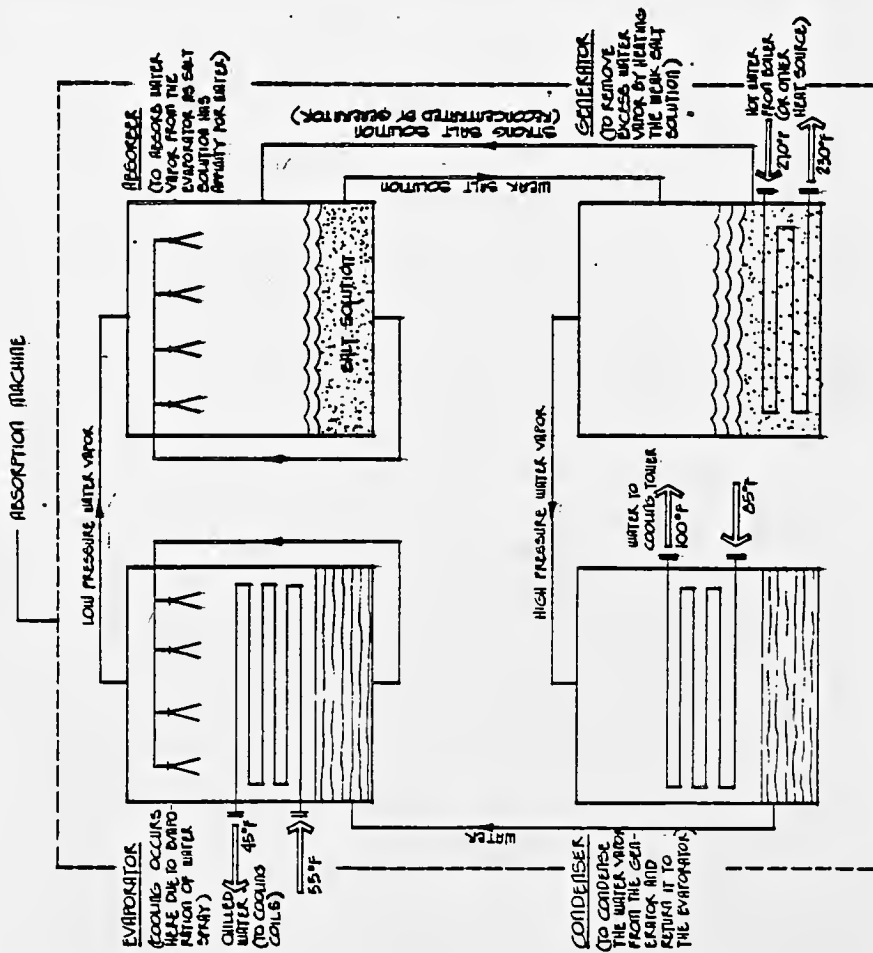 ABSORPTION MACHINE
EVAPORATOR
(COOLING OCCURS
HERE DUE TO EVAPO-
RATION OF WATER
SPRAY)
CHILLED
WATER
(TO COOLING
COILS)
45°F
55°F
LOW PRESSURE WATER VAPOR
ABSORBER
(TO ABSORB WATER
VAPOR FROM THE
EVAPORATOR AS SALT
SOLUTION HAS
AFFINITY FOR WATER)
SALT SOLUTION
STRONG SALT SOLUTION
(RECONCENTRATED BY GENERATOR)
WEAK SALT SOLUTION
WATER
CONDENSER
(TO CONDENSE
THE WATER VAPOR
FROM THE GEN-
ERATOR AND
RETURN IT TO
THE EVAPORATOR)
HIGH PRESSURE WATER VAPOR
WATER TO
COOLING TOWER
100°F
85°F
GENERATOR
(TO REMOVE
EXCESS WATER
VAPOR BY HEATING
THE WEAK SALT
SOLUTION)
HOT WATER
FROM BOILER
(OR OTHER
HEAT SOURCE)
270°F
230°F